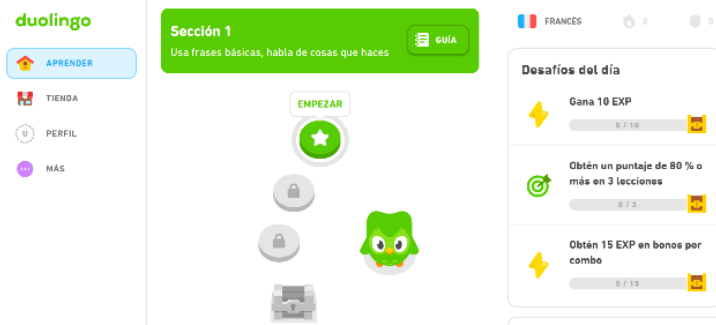 duolingo
APRENDER
TIENDA
U
PERFIL
MÁS
Sección 1
Usa frases básicas, habla de cosas que haces
GUÍA
EMPEZAR
FRANCÉS
0
0
Desafíos del día
Gana 10 EXP
0 / 10
Obtén un puntaje de 80 % o
más en 3 lecciones
0 / 3
Obtén 15 EXP en bonos por
combo
0 / 15